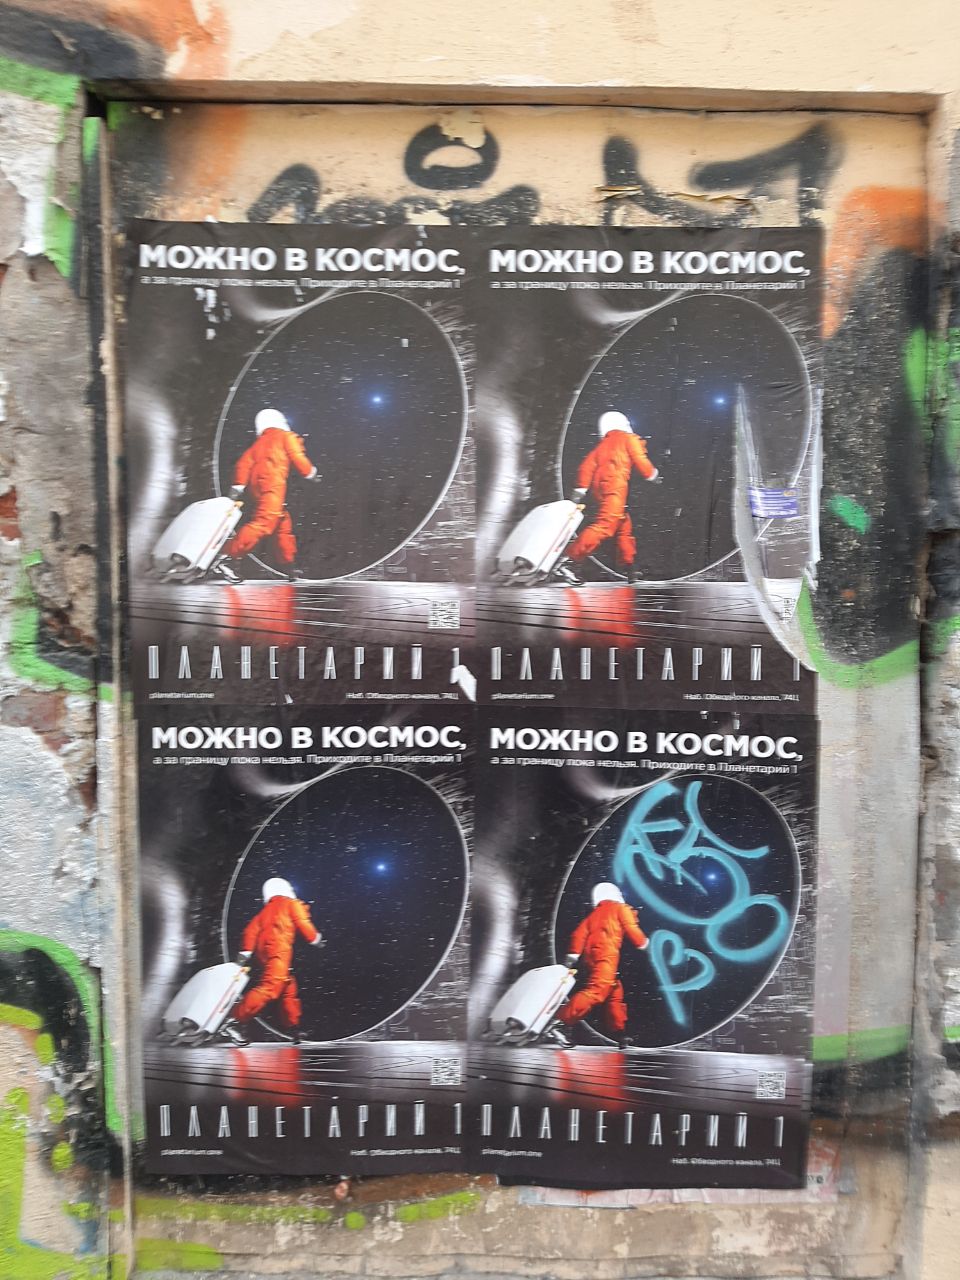 МОЖНО В КОСМОС,
а за границу пока нельзя. Приходите в Планетарий 1
ПЛАНЕТАРИЙ 1
planetarium.one
Наб. Обводного канала, 74Ц
МОЖНО В КОСМОС,
а за границу пока нельзя. Приходите в Планетарий 1
ПЛАНЕТАРИЙ 1
planetarium.one
Наб. Обводного канала, 74Ц
МОЖНО В КОСМОС,
а за границу пока нельзя. Приходите в Планетарий 1
ПЛАНЕТАРИЙ 1
planetarium.one
Наб. Обводного канала, 74Ц
МОЖНО В КОСМОС,
а за границу пока нельзя. Приходите в Планетарий 1
ПЛАНЕТАРИЙ 1
planetarium.one
Наб. Обводного канала, 74Ц